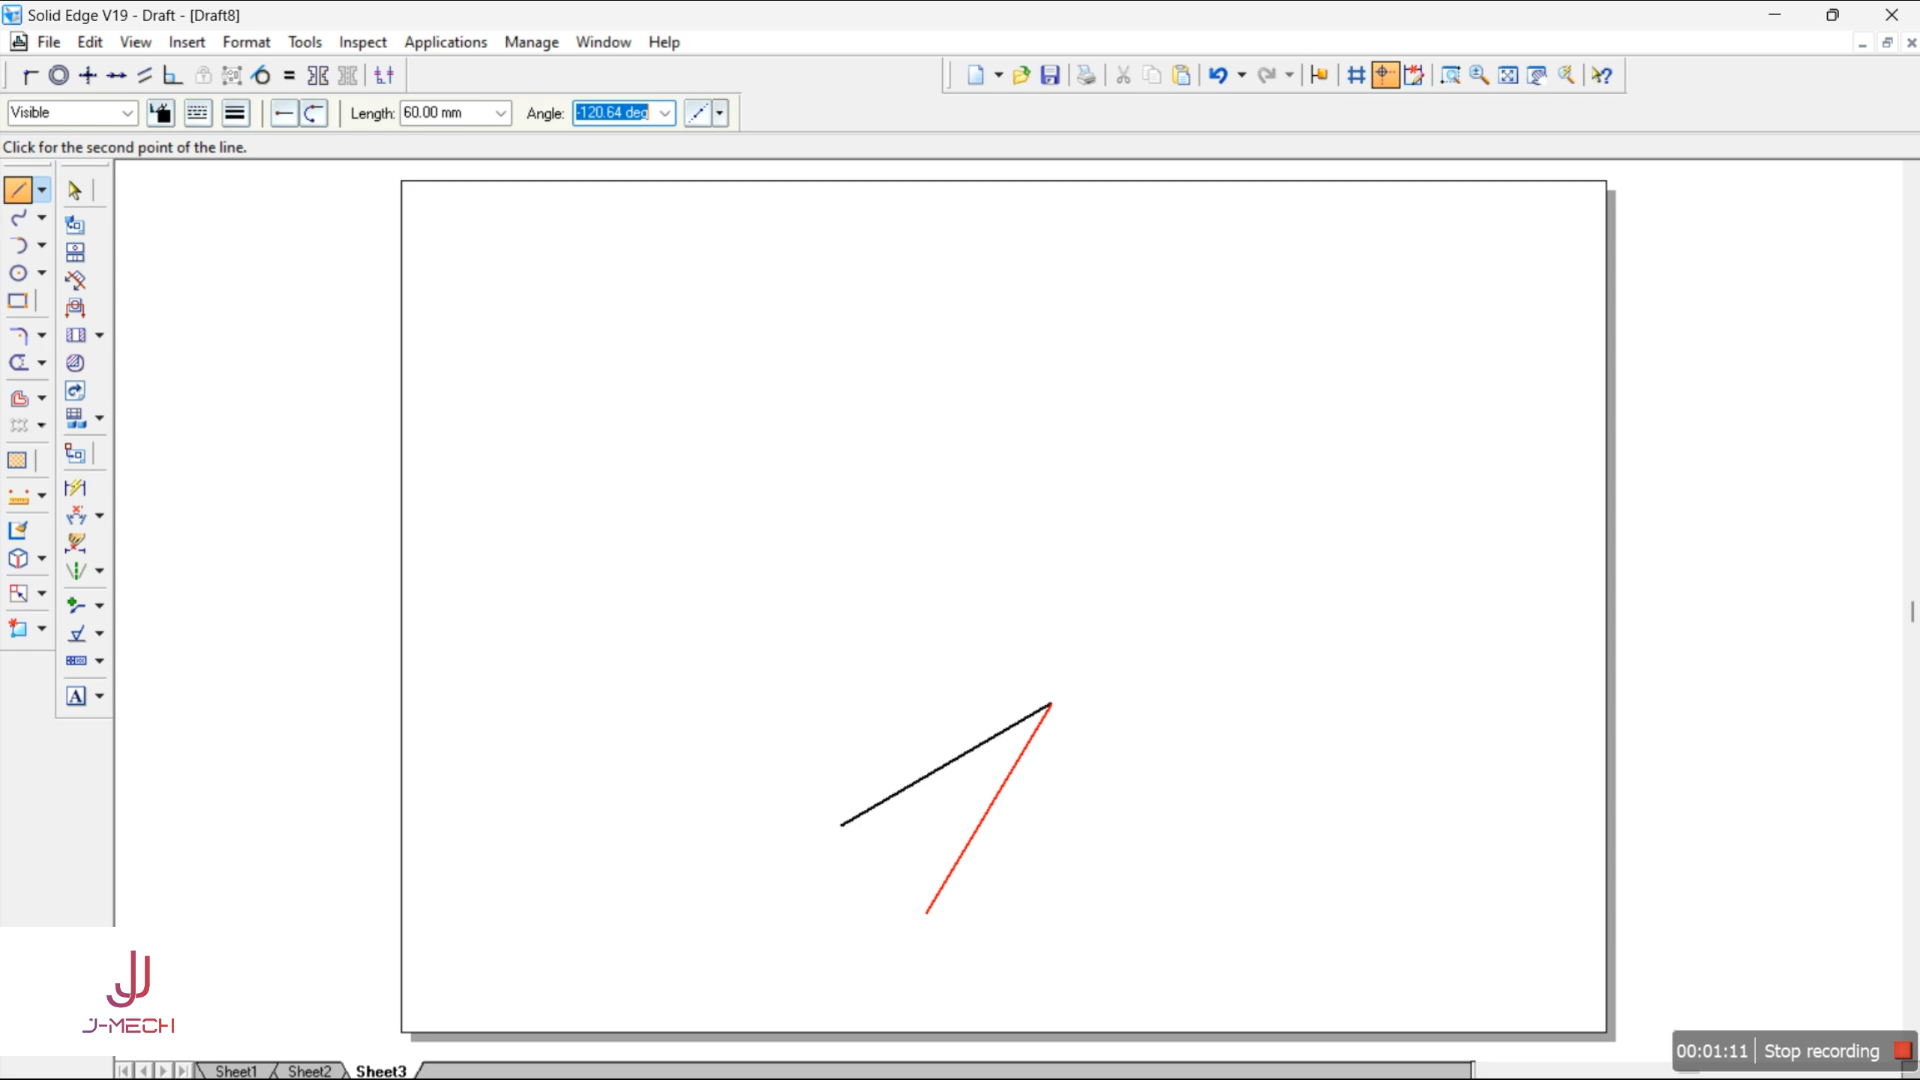 Solid Edge V19 - Draft - [Draft8]
File Edit View Insert Format Tools Inspect Applications Manage Window Help
Visible Length: 60.00 mm Angle: -120.64 deg
Click for the second point of the line.
A
J-MECH
00:01:11 Stop recording
Sheet1 Sheet2 Sheet3